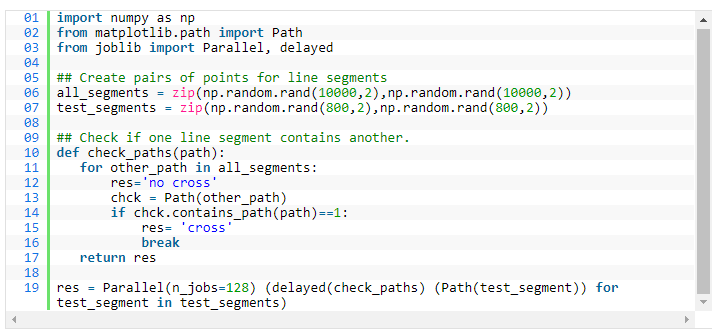 01 import numpy as np
02 from matplotlib.path import Path
03 from joblib import Parallel, delayed
04
05 ## Create pairs of points for line segments
06 all_segments = zip(np.random.rand(10000,2),np.random.rand(10000,2))
07 test_segments = zip(np.random.rand(800,2),np.random.rand(800,2))
08
09 ## Check if one line segment contains another.
10 def check_paths(path):
11    for other_path in all_segments:
12        res='no cross'
13        chck = Path(other_path)
14        if chck.contains_path(path)==1:
15            res= 'cross'
16            break
17    return res
18
19 res = Parallel(n_jobs=128) (delayed(check_paths) (Path(test_segment)) for
test_segment in test_segments)